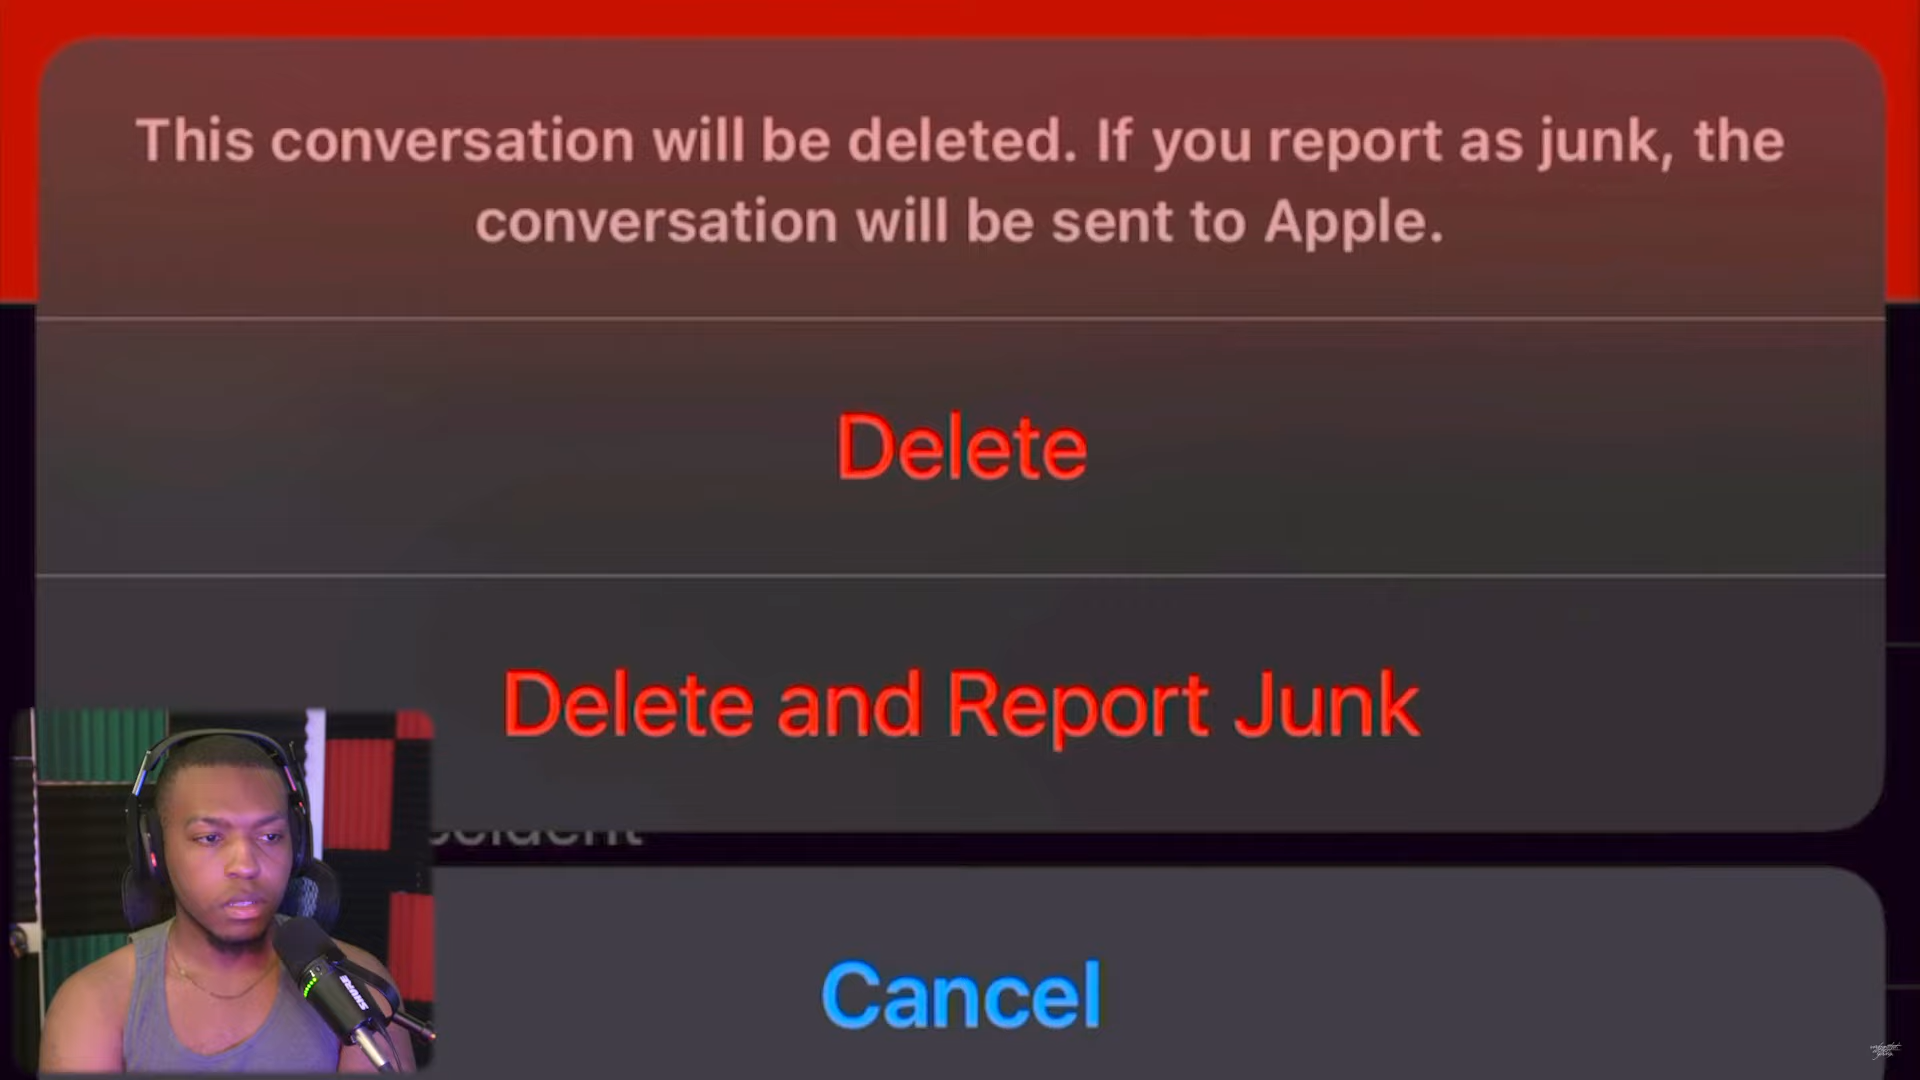 This conversation will be deleted. If you report as junk, the
conversation will be sent to Apple.
Delete
Delete and Report Junk
Cancel
SHURE